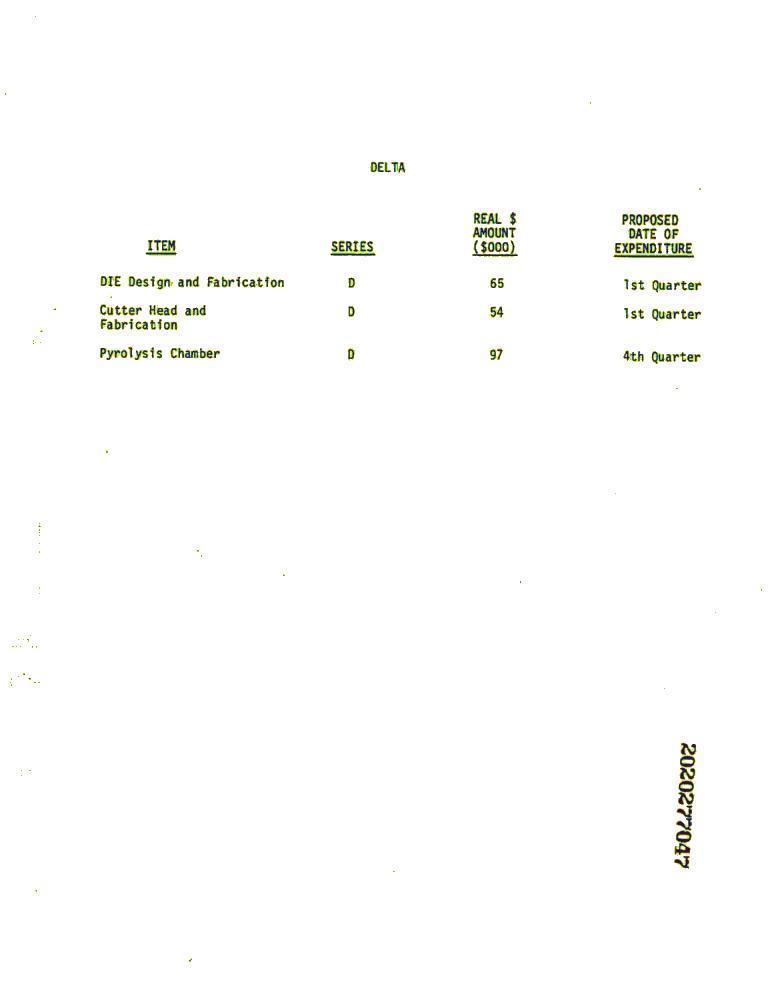 DELTA
ITEM SERIES REAL $ AMOUNT ($000) PROPOSED DATE OF EXPENDITURE
DIE Design and Fabrication D 65 1st Quarter
Cutter Head and D 54 1st Quarter
Fabrication
Pyrolysis Chamber D 97 4th Quarter
2020277047